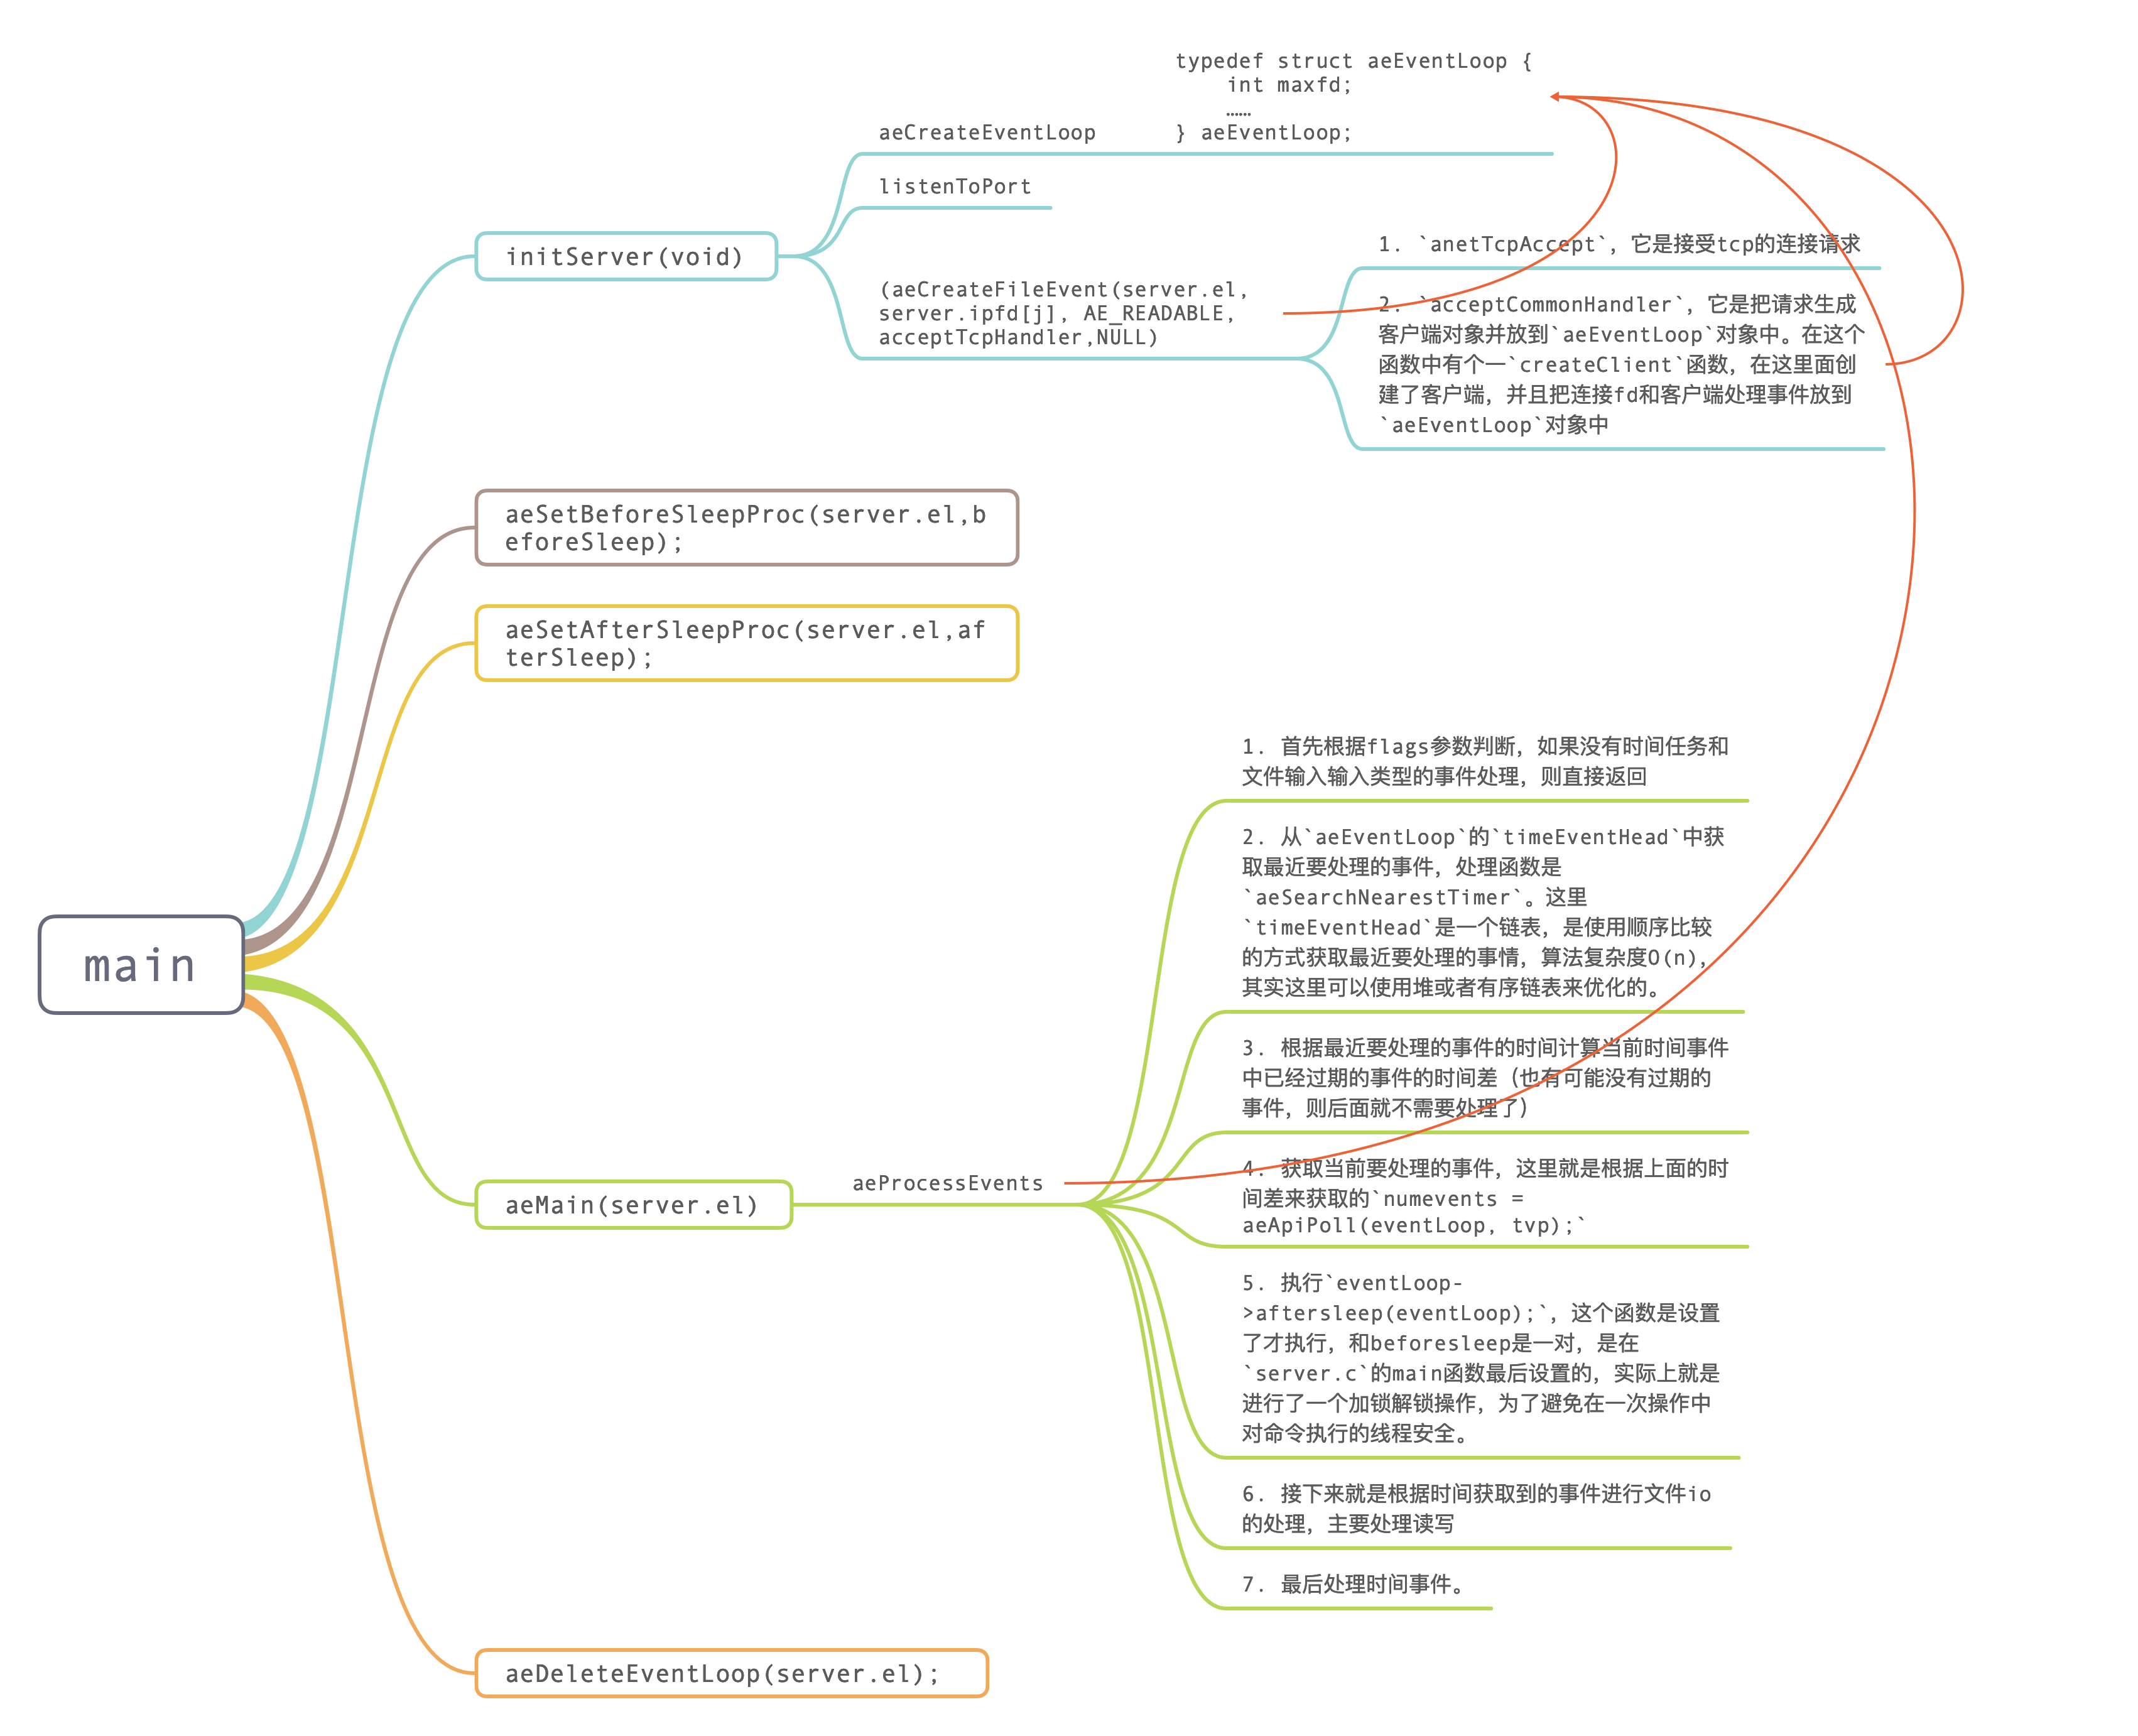 typedef struct aeEventLoop {
int maxfd;
……
aeCreateEventLoop
} aeEventLoop;
listenToPort
initServer(void)
(aeCreateFileEvent(server.el,
server.ipfd[j], AE_READABLE,
acceptTcpHandler,NULL)
1. `anetTcpAccept`，它是接受tcp的连接请求
2. `acceptCommonHandler`，它是把请求生成
客户端对象并放到`aeEventLoop`对象中。在这个
函数中有个一`createClient`函数，在这里面创
建了客户端，并且把连接fd和客户端处理事件放到
`aeEventLoop`对象中
aeSetBeforeSleepProc(server.el,b
eforeSleep);
aeSetAfterSleepProc(server.el,af
terSleep);
main
aeMain(server.el)
aeProcessEvents
1. 首先根据flags参数判断，如果没有时间任务和
文件输入输入类型的事件处理，则直接返回
2. 从`aeEventLoop`的`timeEventHead`中获
取最近要处理的事件，处理函数是
`aeSearchNearestTimer`。这里
`timeEventHead`是一个链表，是使用顺序比较
的方式获取最近要处理的事情，算法复杂度O(n)，
其实这里可以使用堆或者有序链表来优化的。
3. 根据最近要处理的事件的时间计算当前时间事件
中已经过期的事件的时间差（也有可能没有过期的
事件，则后面就不需要处理了）
4. 获取当前要处理的事件，这里就是根据上面的时
间差来获取的`numevents =
aeApiPoll(eventLoop, tvp);`
5. 执行`eventLoop-
>aftersleep(eventLoop);`，这个函数是设置
了才执行，和beforesleep是一对，是在
`server.c`的main函数最后设置的，实际上就是
进行了一个加锁解锁操作，为了避免在一次操作中
对命令执行的线程安全。
6. 接下来就是根据时间获取到的事件进行文件io
的处理，主要处理读写
7. 最后处理时间事件。
aeDeleteEventLoop(server.el);